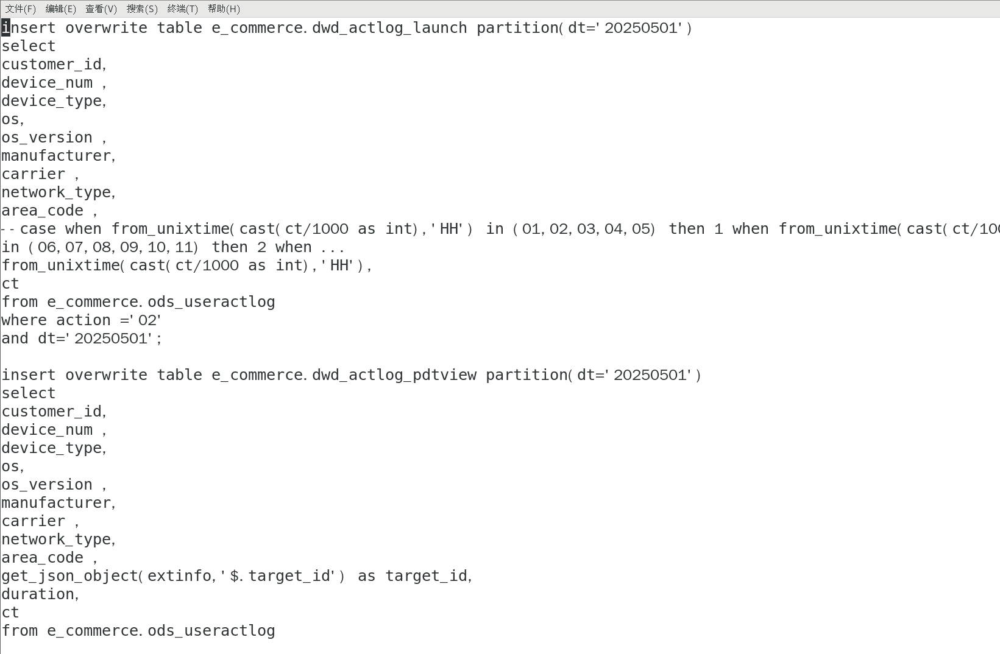 文件(F) 编辑(E) 查看(V) 搜索(S) 终端(T) 帮助(H)
insert overwrite table e_commerce.dwd_actlog_launch partition(dt='20250501')
select
customer_id,
device_num ,
device_type,
os,
os_version ,
manufacturer,
carrier ,
network_type,
area_code ,
--case when from_unixtime(cast(ct/1000 as int),'HH') in (01,02,03,04,05) then 1 when from_unixtime(cast(ct/100
in (06,07,08,09,10,11) then 2 when ...
from_unixtime(cast(ct/1000 as int),'HH'),
ct
from e_commerce.ods_useractlog
where action ='02'
and dt='20250501';
insert overwrite table e_commerce.dwd_actlog_pdtview partition(dt='20250501')
select
customer_id,
device_num ,
device_type,
os,
os_version ,
manufacturer,
carrier ,
network_type,
area_code ,
get_json_object(extinfo,'$.target_id') as target_id,
duration,
ct
from e_commerce.ods_useractlog